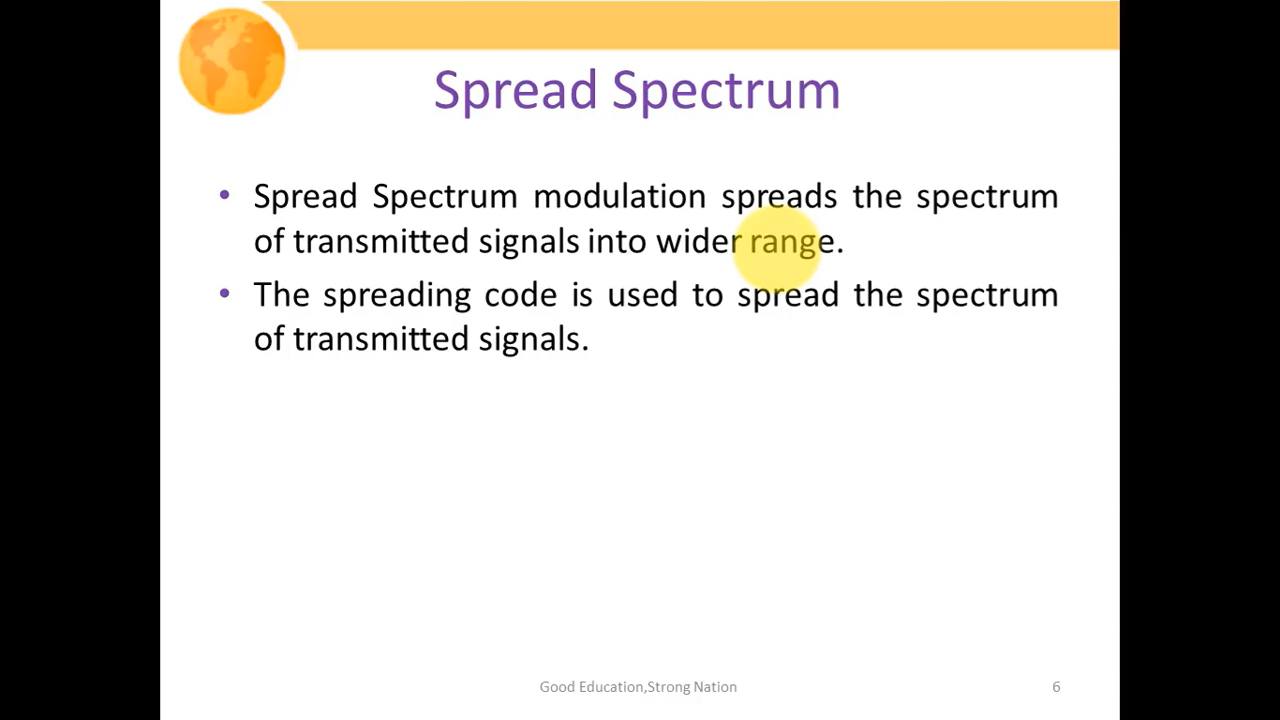 Spread Spectrum
• Spread Spectrum modulation spreads the spectrum
of transmitted signals into wider range.
• The spreading code is used to spread the spectrum
of transmitted signals.
Good Education,Strong Nation
6